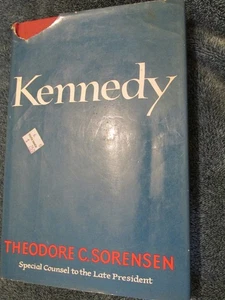 Kennedy
THEODORE C. SORENSEN
Special Counsel to the Late President